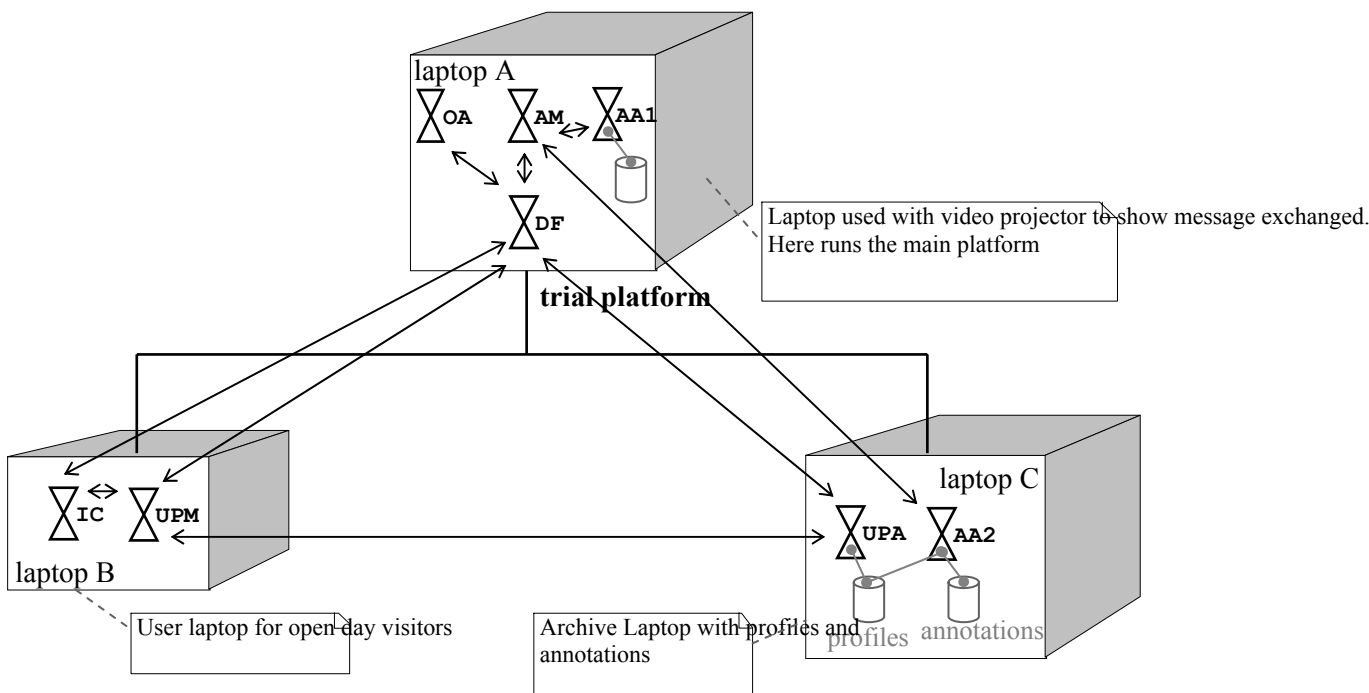 laptop A
OA
AM
AA1
DF
Laptop used with video projector to show message exchanged.
Here runs the main platform
trial platform
laptop C
IC
UPM
UPA
AA2
laptop B
User laptop for open day visitors
Archive Laptop with profiles and
annotations
profiles
annotations